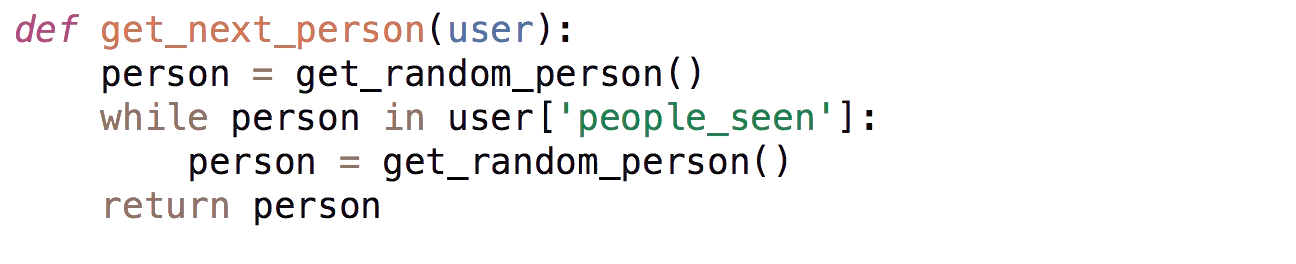 def get_next_person(user):
    person = get_random_person()
    while person in user['people_seen']:
        person = get_random_person()
    return person